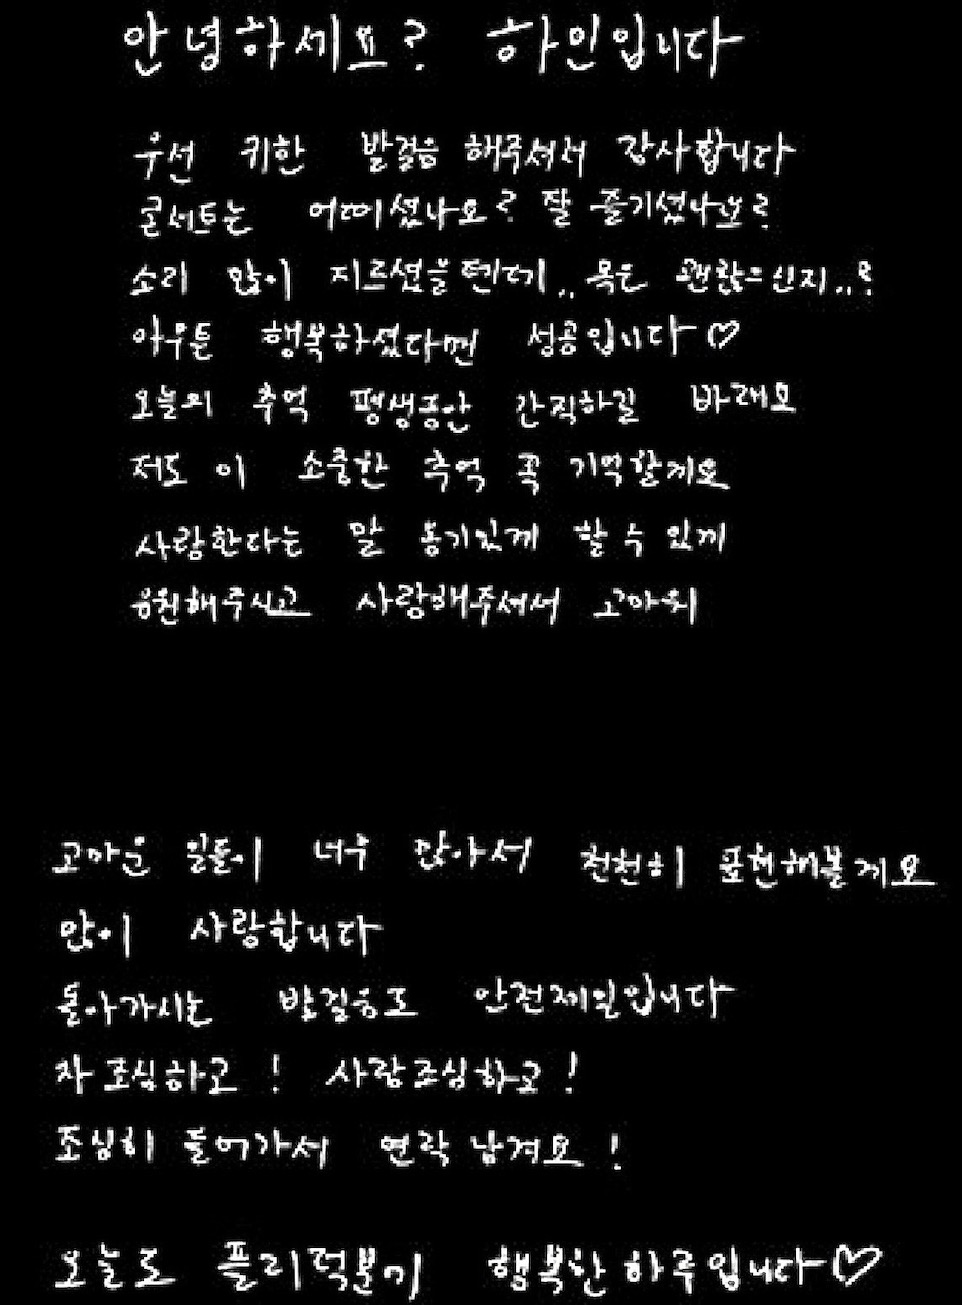 안녕하세요? 하민입니다
우선 귀한 발걸음 해주셔서 감사합니다
콘서트는 어떠셨나요? 잘 즐기셨나요?
소리 많이 지르셨을텐데.. 목은 괜찮으신지..?
아무튼 행복하셨다면 성공입니다♡
오늘의 추억 평생동안 간직하길 바래요
저도 이 소중한 추억 꼭 기억할게요
사랑한다는 말 용기있게 할 수 있게
응원해주시고 사랑해주셔서 고마워
고마운 일들이 너무 많아서 천천히 표현해볼게요
많이 사랑합니다
돌아가시는 발걸음도 안전제일입니다
차 조심하고! 사람조심하고!
조심히 들어가서 연락 남겨요!
오늘도 플리덕분에 행복한 하루입니다♡